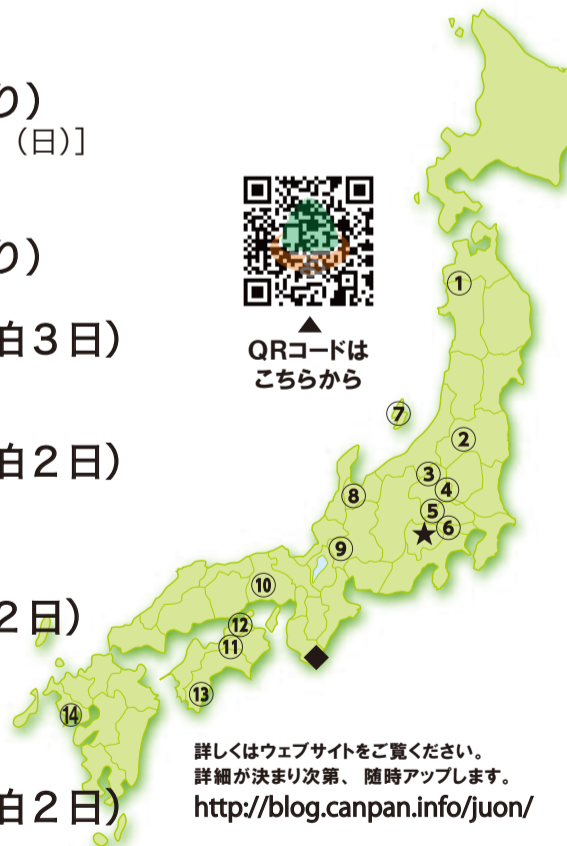 り)
(日)]
り)
泊3日)
泊2日)
2日)
泊2日)
▲
QRコードは
こちらから
①
⑦
②
③
④
⑧
⑤
⑥
★
⑨
⑩
⑫
⑪
◆
⑬
⑭
詳しくはウェブサイトをご覧ください。
詳細が決まり次第、随時アップします。
http://blog.canpan.info/juon/